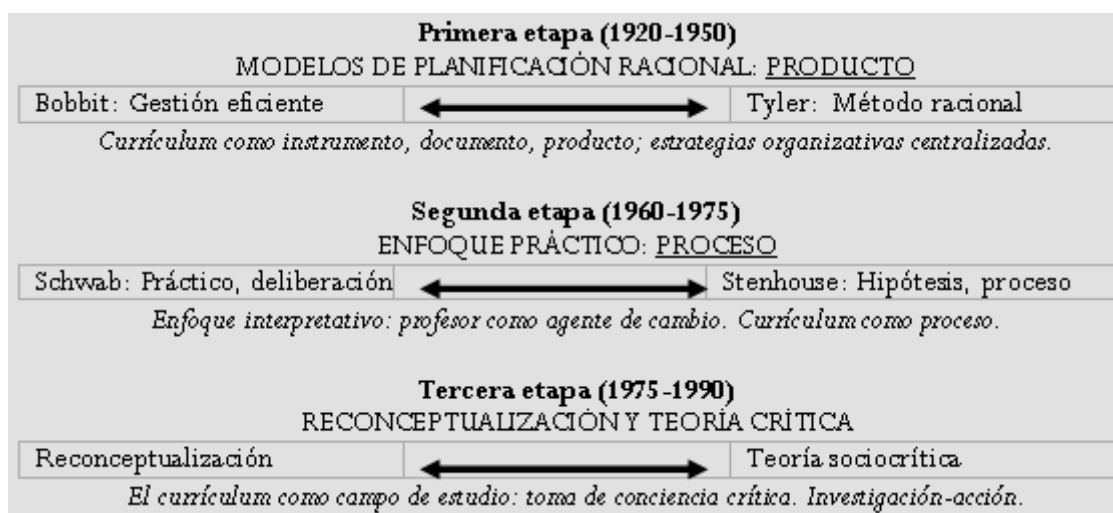 Primera etapa (1920-1950)
MODELOS DE PLANIFICACIÓN RACIONAL: PRODUCTO
Bobbit: Gestión eficiente Tyler: Método racional
Currículum como instrumento, documento, producto; estrategias organizativas centralizadas.
Segunda etapa (1960-1975)
ENFOQUE PRÁCTICO: PROCESO
Schwab: Práctico, deliberación Stenhouse: Hipótesis, proceso
Enfoque interpretativo: profesor como agente de cambio. Currículum como proceso.
Tercera etapa (1975-1990)
RECONCEPTUALIZACIÓN Y TEORÍA CRÍTICA
Reconceptualización Teoría sociocrítica
El currículum como campo de estudio: toma de conciencia crítica. Investigación-acción.